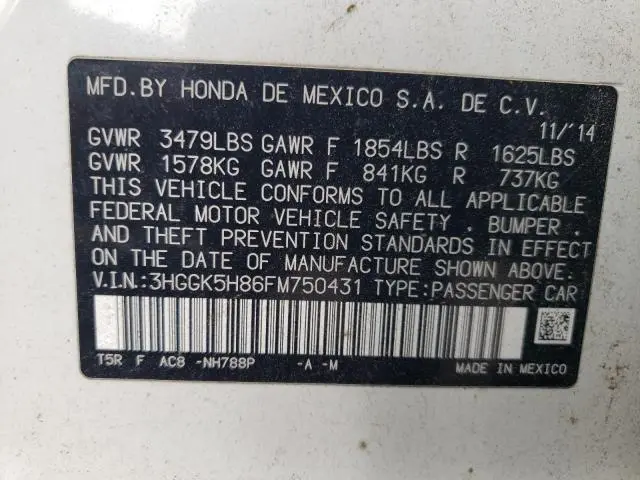 MFD.BY HONDA DE MEXICO S.A. DE C.V.
11/'14
GVWR 3479LBS GAWR F 1854LBS R 1625LBS
GVWR 1578KG GAWR F 841KG R 737KG
THIS VEHICLE CONFORMS TO ALL APPLICABLE
FEDERAL MOTOR VEHICLE SAFETY . BUMPER .
AND THEFT PREVENTION STANDARDS IN EFFECT
ON THE DATE OF MANUFACTURE SHOWN ABOVE.
V.I.N.:3HGGK5H86FM750431 TYPE:PASSENGER CAR
T5R F AC8 -NH788P -A -M
MADE IN MEXICO